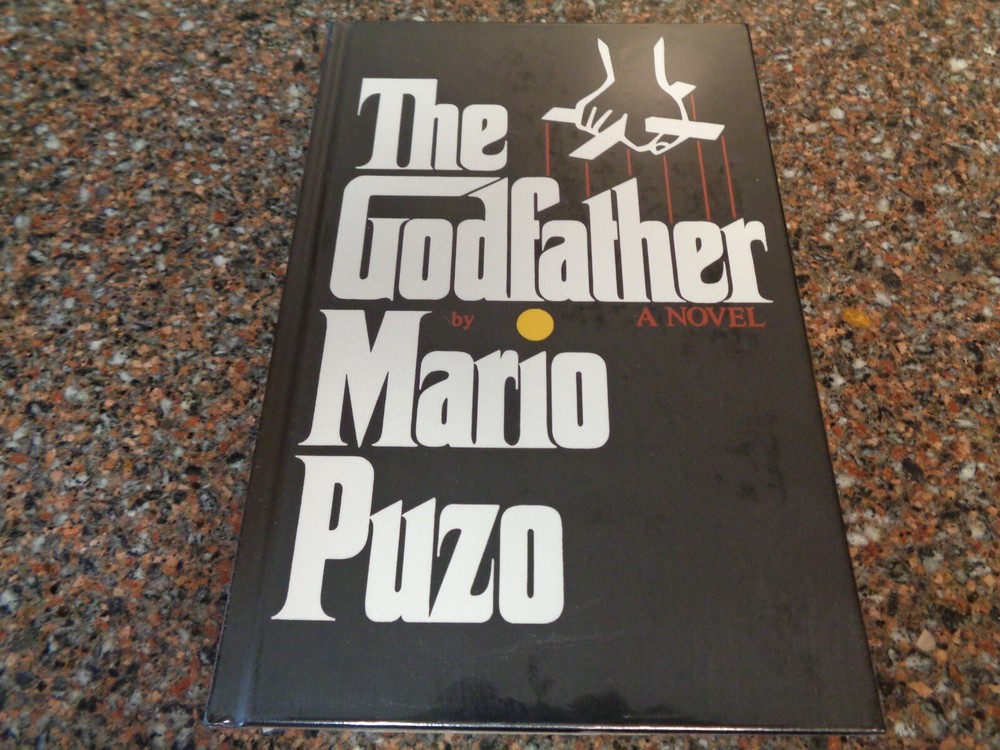 The
Godfather
by A NOVEL
Mario
Puzo